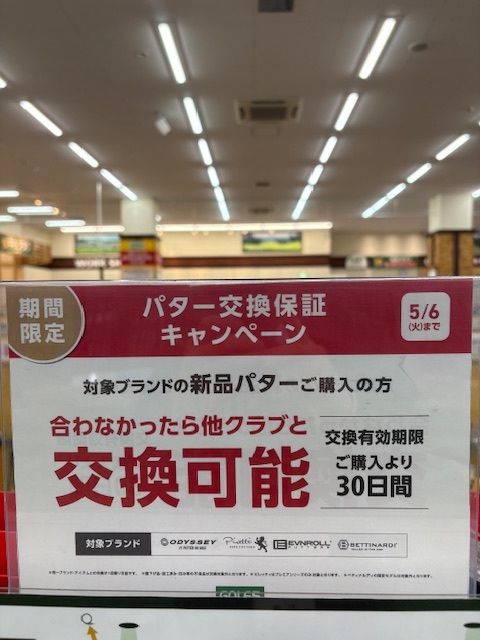 期間
限定
パター交換保証
キャンペーン
5/6
(火)まで
対象ブランドの新品パターご購入の方
合わなかったら他クラブと
交換可能
交換有効期限
ご購入より
30日間
対象ブランド
ODYSSEY
Piretti
EVNROLL
BETTINARDI